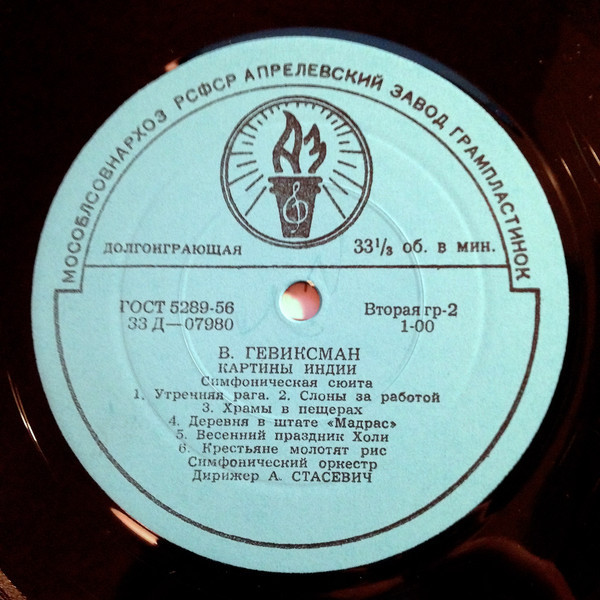 МОСОБЛСОВНАРХОЗ РСФСР АПРЕЛЕВСКИЙ ЗАВОД ГРАМПЛАСТИНОК
АЗ
ДОЛГОИГРАЮЩАЯ 33⅓ об. в мин.
ГОСТ 5289-56 Вторая гр-2
33 Д—07980 1-00
В. ГЕВИКСМАН
КАРТИНЫ ИНДИИ
Симфоническая сюита
1. Утренняя рага. 2. Слоны за работой
3. Храмы в пещерах
4. Деревня в штате «Мадрас»
5. Весенний праздник Холи
6. Крестьяне молотят рис
Симфонический оркестр
Дирижер А. СТАСЕВИЧ